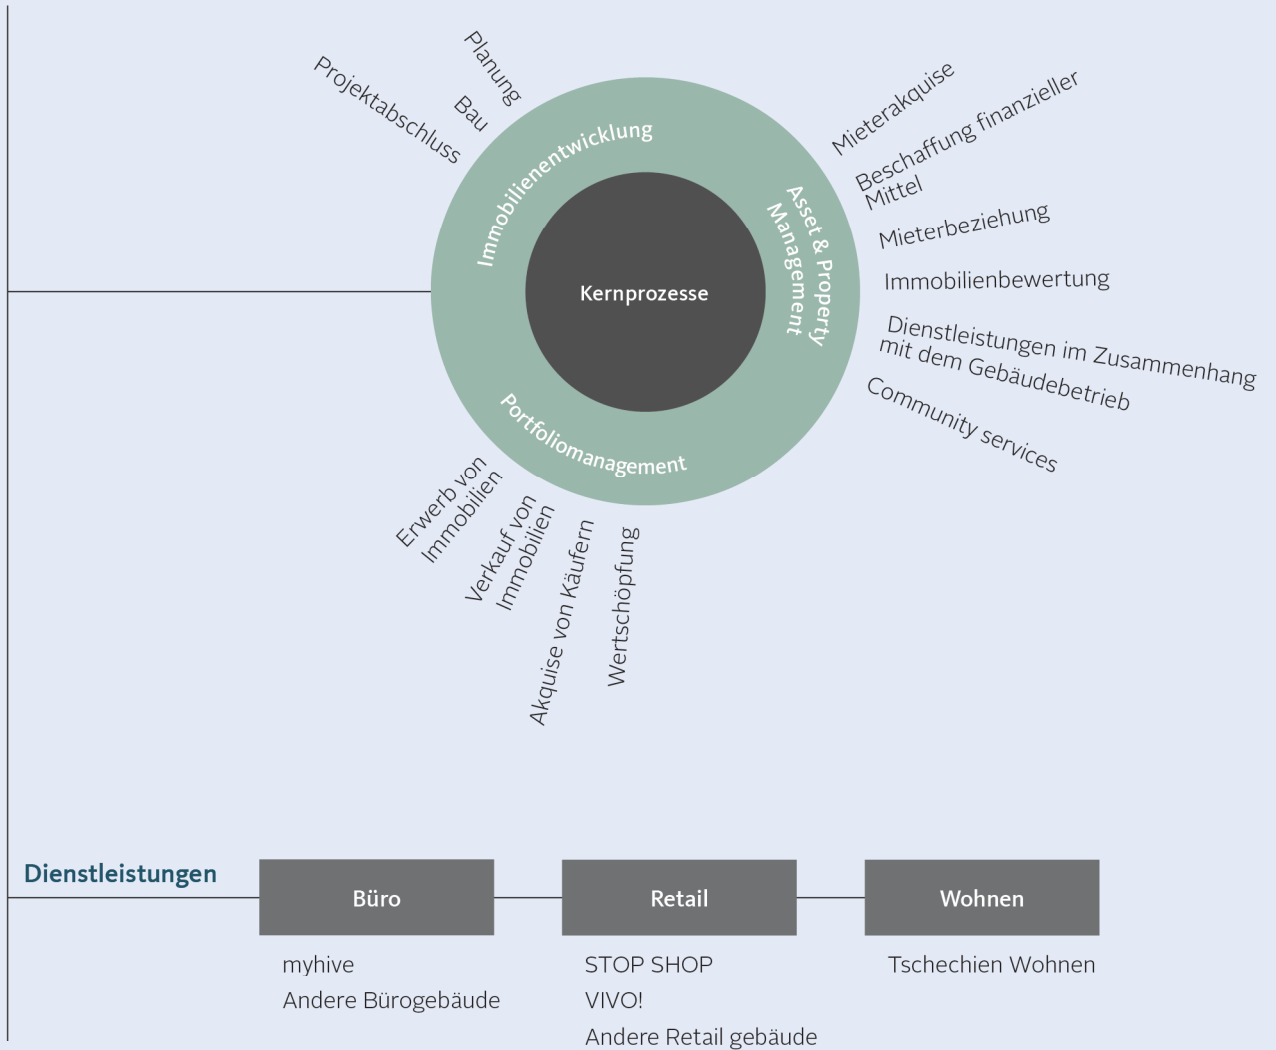 Planung
Bau
Projektabschluss
Immobilienentwicklung
Mieterakquise
Beschaffung finanzieller
Mittel
Mieterbeziehung
Immobilienbewertung
Dienstleistungen im Zusammenhang
mit dem Gebäudebetrieb
Community services
Asset & Property
Management
Kernprozesse
Portfoliomanagement
Erwerb von
Immobilien
Verkauf von
Immobilien
Akquise von Käufern
Wertschöpfung
Dienstleistungen
Büro
Retail
Wohnen
myhive
Andere Bürogebäude
STOP SHOP
VIVO!
Andere Retail gebäude
Tschechien Wohnen